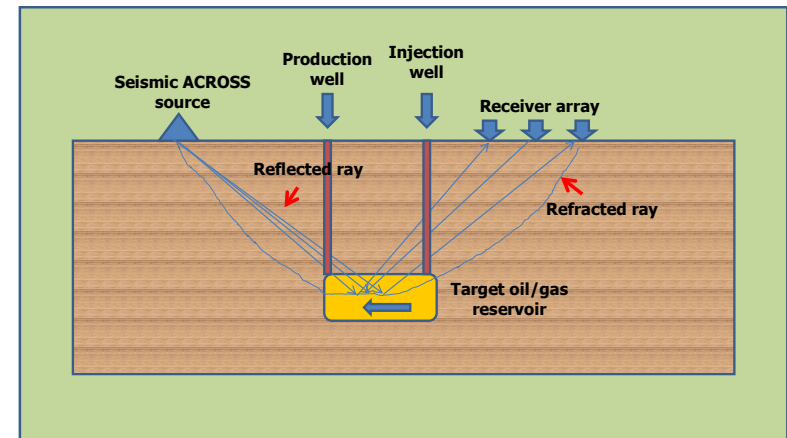 Seismic ACROSS
source
Production
well
Injection
well
Receiver array
Reflected ray
Refracted ray
Target oil/gas
reservoir